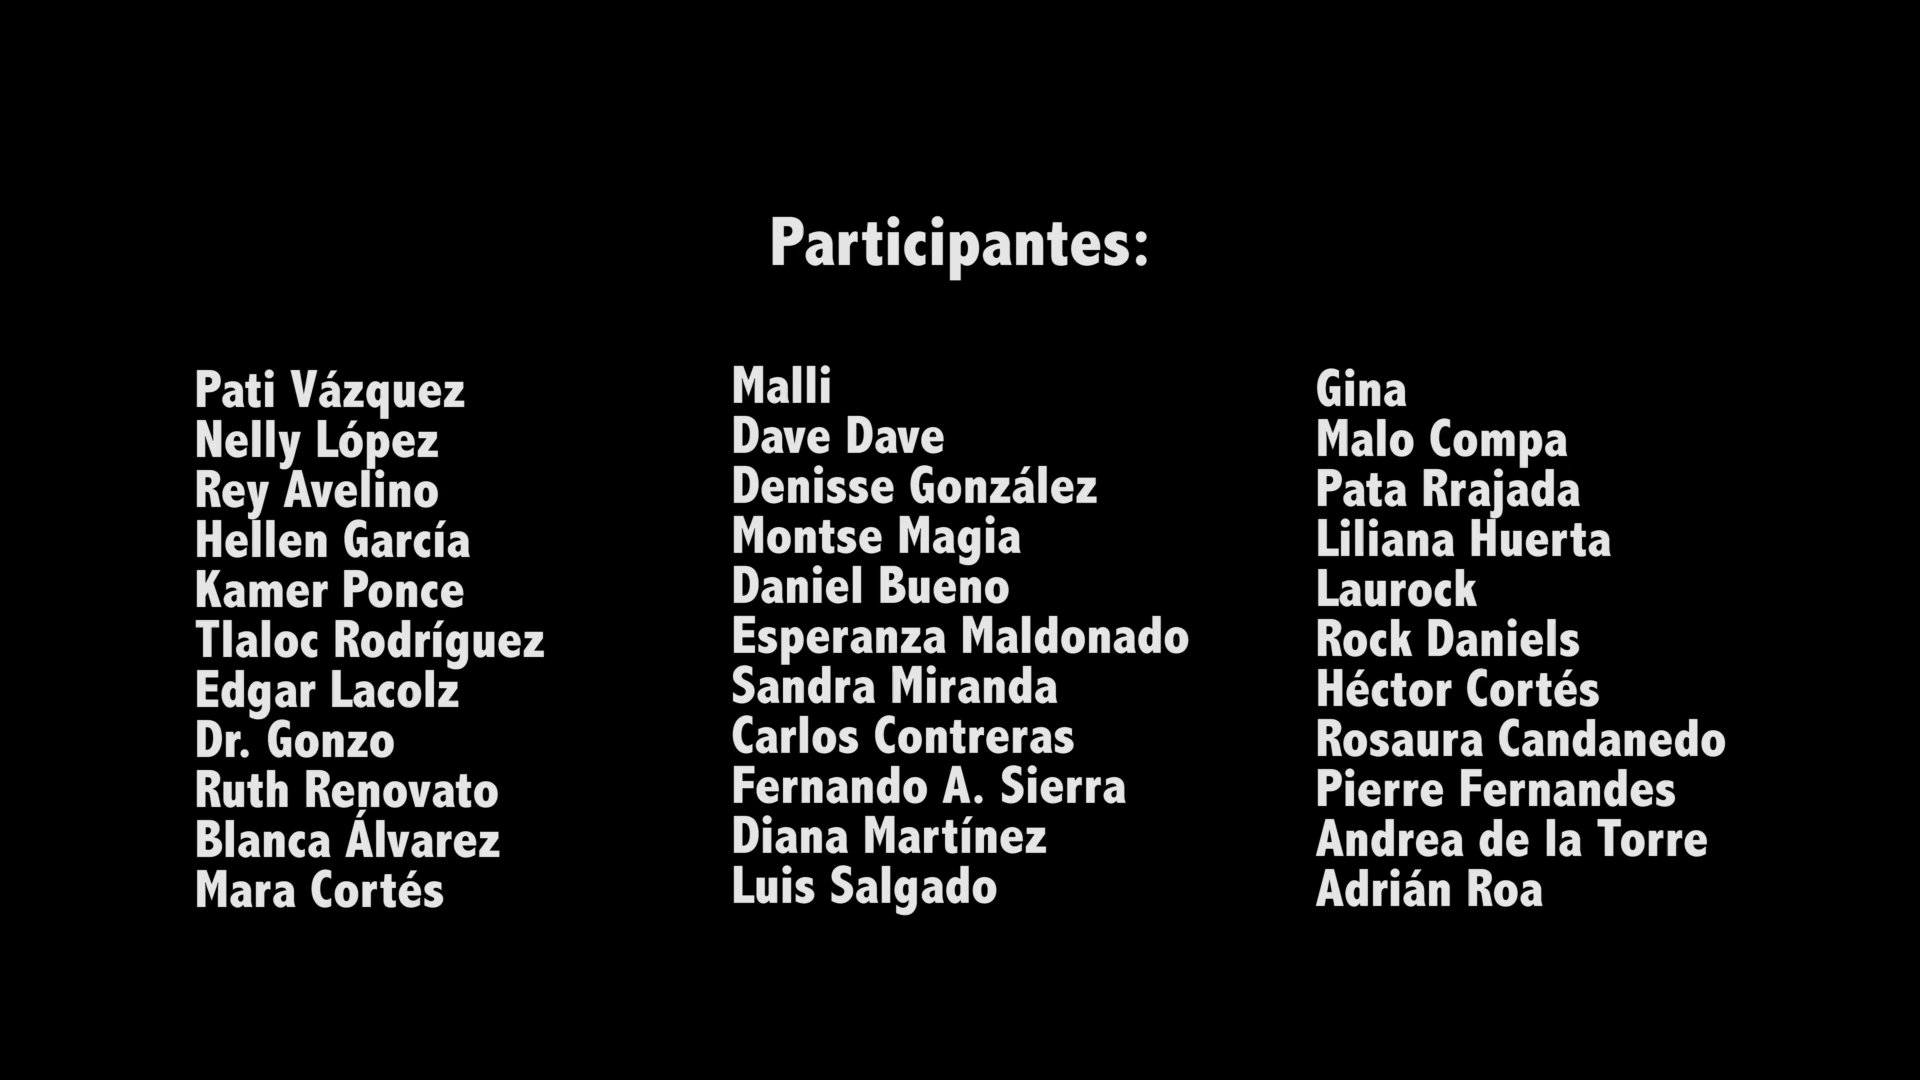 Participantes:
Pati Vázquez
Nelly López
Rey Avelino
Hellen García
Kamer Ponce
Tlaloc Rodríguez
Edgar Lacolz
Dr. Gonzo
Ruth Renovato
Blanca Álvarez
Mara Cortés
Malli
Dave Dave
Denisse González
Montse Magia
Daniel Bueno
Esperanza Maldonado
Sandra Miranda
Carlos Contreras
Fernando A. Sierra
Diana Martínez
Luis Salgado
Gina
Malo Compa
Pata Rrajada
Liliana Huerta
Laurock
Rock Daniels
Héctor Cortés
Rosaura Candanedo
Pierre Fernandes
Andrea de la Torre
Adrián Roa